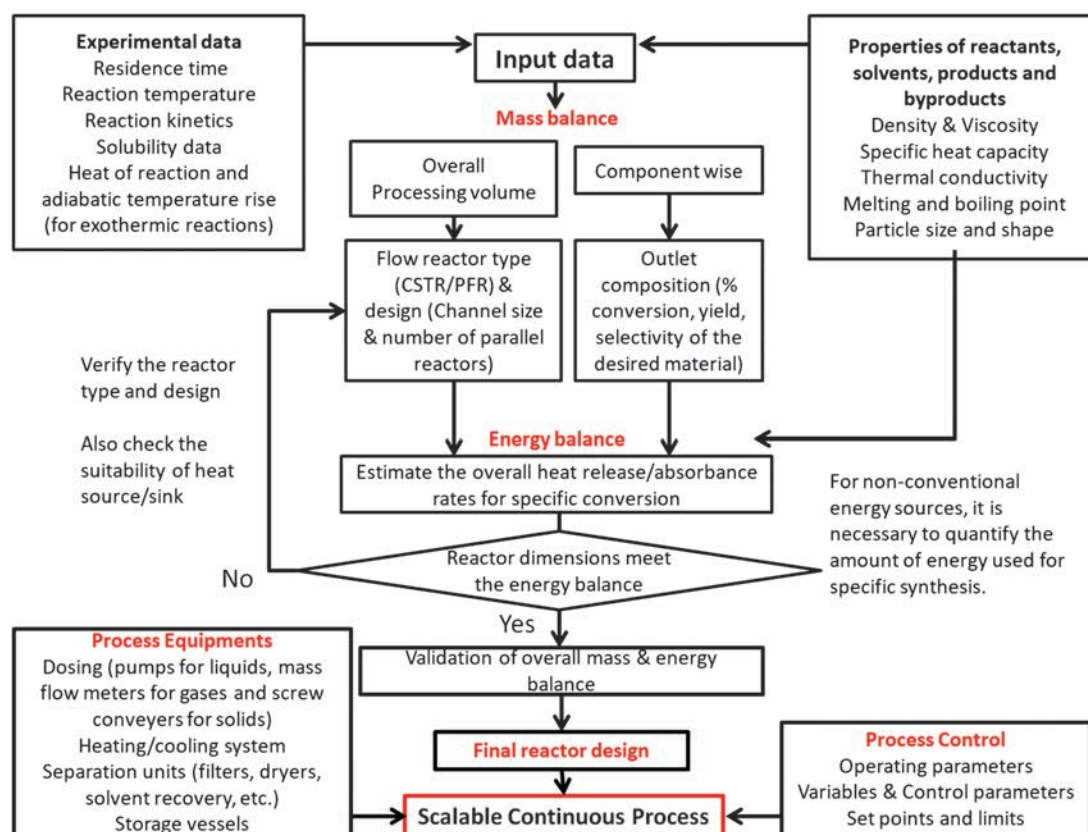 Experimental data
Residence time
Reaction temperature
Reaction kinetics
Solubility data
Heat of reaction and
adiabatic temperature rise
(for exothermic reactions)
Input data
Mass balance
Properties of reactants,
solvents, products and
byproducts
Density & Viscosity
Specific heat capacity
Thermal conductivity
Melting and boiling point
Particle size and shape
Overall
Processing volume
Component wise
Flow reactor type
(CSTR/PFR) &
design (Channel size
& number of parallel
reactors)
Outlet
composition (%
conversion, yield,
selectivity of the
desired material)
Verify the reactor
type and design
Also check the
suitability of heat
source/sink
Energy balance
Estimate the overall heat release/absorbance
rates for specific conversion
For non-conventional
energy sources, it is
necessary to quantify the
amount of energy used for
specific synthesis.
Reactor dimensions meet
the energy balance
No
Yes
Validation of overall mass & energy
balance
Final reactor design
Scalable Continuous Process
Process Equipments
Dosing (pumps for liquids, mass
flow meters for gases and screw
conveyers for solids)
Heating/cooling system
Separation units (filters, dryers,
solvent recovery, etc.)
Storage vessels
Process Control
Operating parameters
Variables & Control parameters
Set points and limits